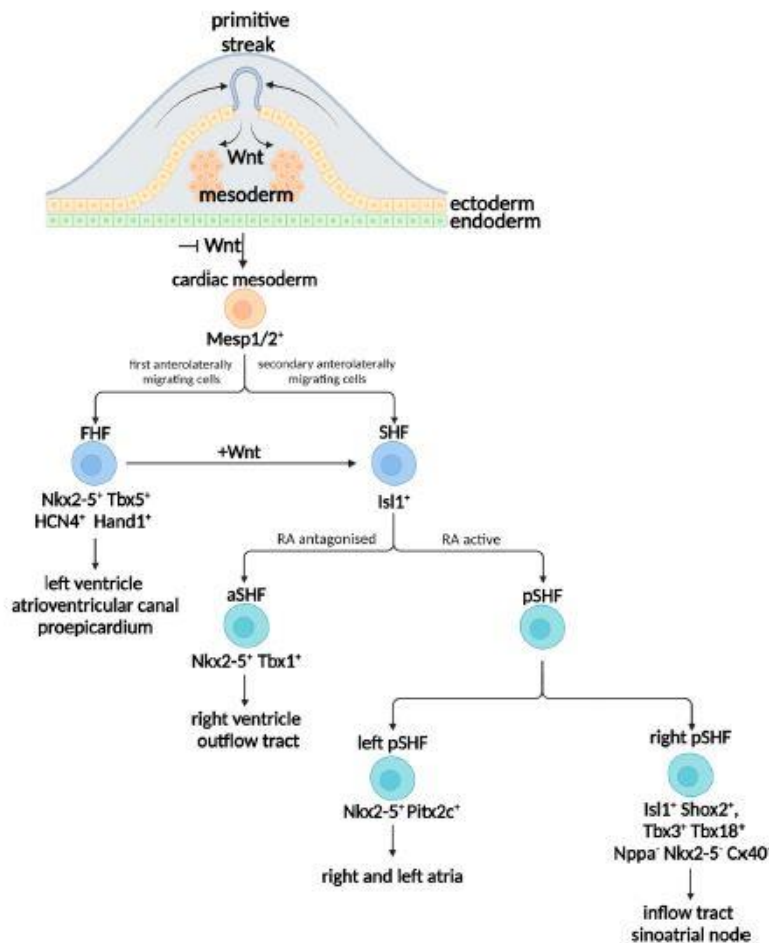 primitive
streak
Wnt
mesoderm
ectoderm
endoderm
⊣ Wnt
cardiac mesoderm
Mesp1/2⁺
first anterolaterally
migrating cells
secondary anterolaterally
migrating cells
FHF
SHF
+Wnt
Nkx2-5⁺ Tbx5⁺
HCN4⁺ Hand1⁺
Isl1⁺
RA antagonised
RA active
left ventricle
atrioventricular canal
proepicardium
aSHF
pSHF
Nkx2-5⁺ Tbx1⁺
right ventricle
outflow tract
left pSHF
right pSHF
Nkx2-5⁺ Pitx2c⁺
Isl1⁺ Shox2⁺,
Tbx3⁺ Tbx18⁺
Nppa⁻ Nkx2-5⁻ Cx40⁻
right and left atria
inflow tract
sinoatrial node